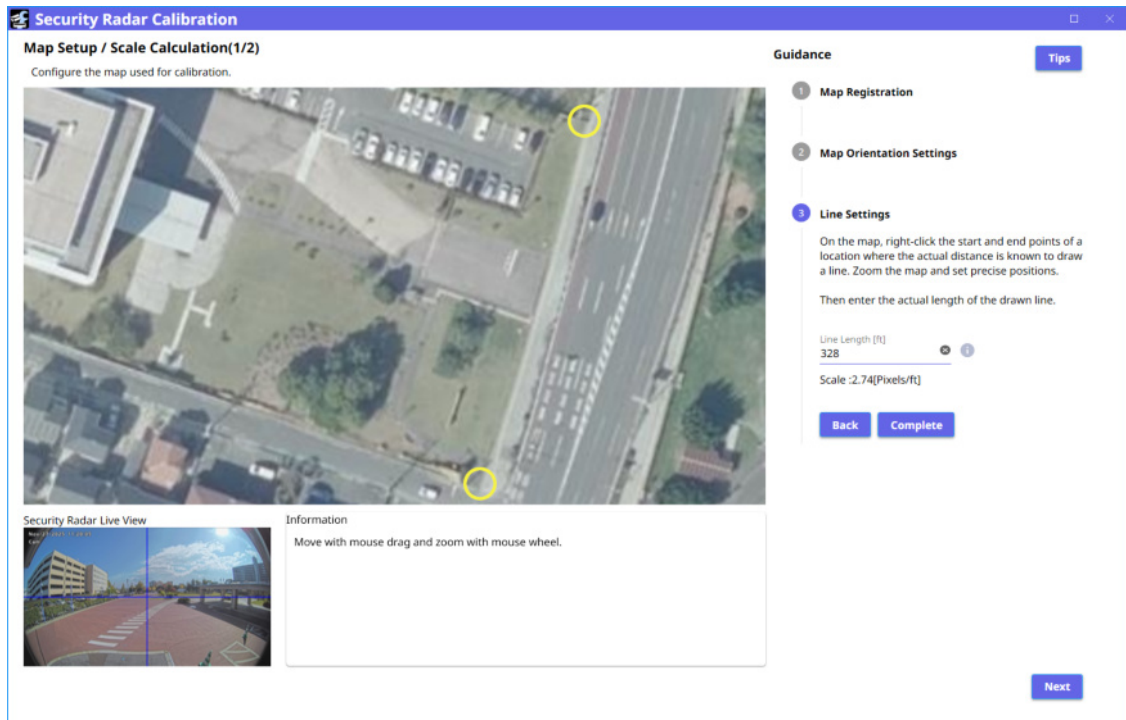 Security Radar Calibration
Map Setup / Scale Calculation(1/2)
Configure the map used for calibration.
Guidance
Tips
1 Map Registration
2 Map Orientation Settings
3 Line Settings
On the map, right-click the start and end points of a
location where the actual distance is known to draw
a line. Zoom the map and set precise positions.
Then enter the actual length of the drawn line.
Line Length [ft]
328
Scale :2.74[Pixels/ft]
Back
Complete
Security Radar Live View
Information
Move with mouse drag and zoom with mouse wheel.
Next